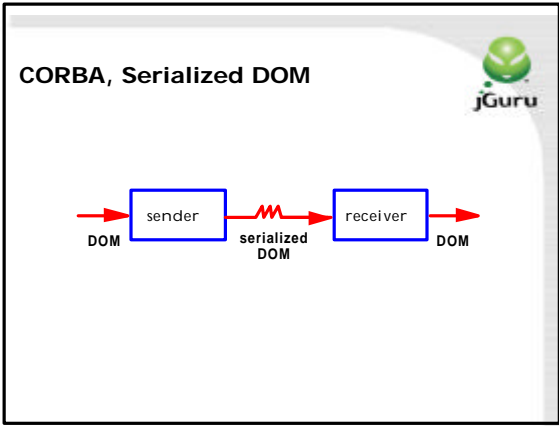 CORBA, Serialized DOM
jGuru
sender
receiver
DOM
serialized
DOM
DOM